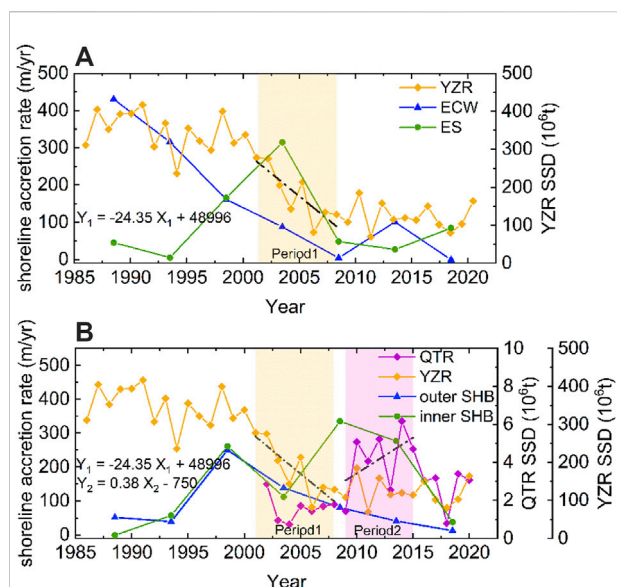 A
500
400
300
200
100
0
shoreline accretion rate (m/yr)
YZR
ECW
ES
500
400
300
200
100
0
YZR SSD (10⁶t)
Y₁ = -24.35 X₁ + 48996
Period1
1985 1990 1995 2000 2005 2010 2015 2020
Year
B
500
400
300
200
100
0
shoreline accretion rate (m/yr)
QTR
YZR
outer SHB
inner SHB
10
8
6
4
2
0
QTR SSD (10⁶t)
500
400
300
200
100
0
YZR SSD (10⁶t)
Y₁ = -24.35 X₁ + 48996
Y₂ = 0.38 X₂ - 750
Period1 Period2
1985 1990 1995 2000 2005 2010 2015 2020
Year